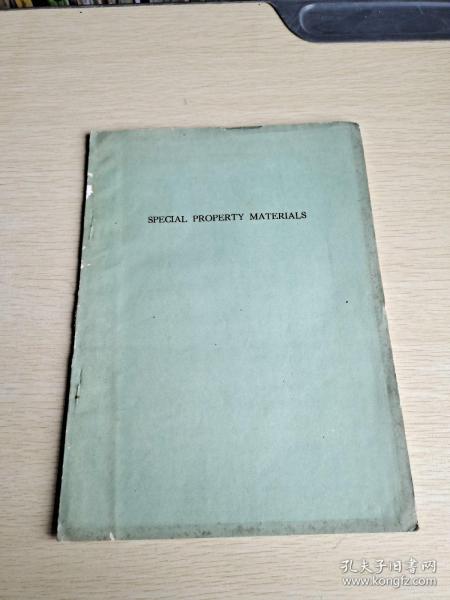 SPECIAL PROPERTY MATERIALS
孔夫子旧书网
www.kongfz.com